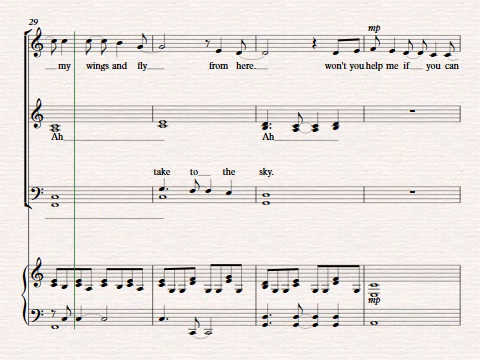 29
mp
my wings and fly from here. won't you help me if you can
Ah Ah
take to the sky.
mp